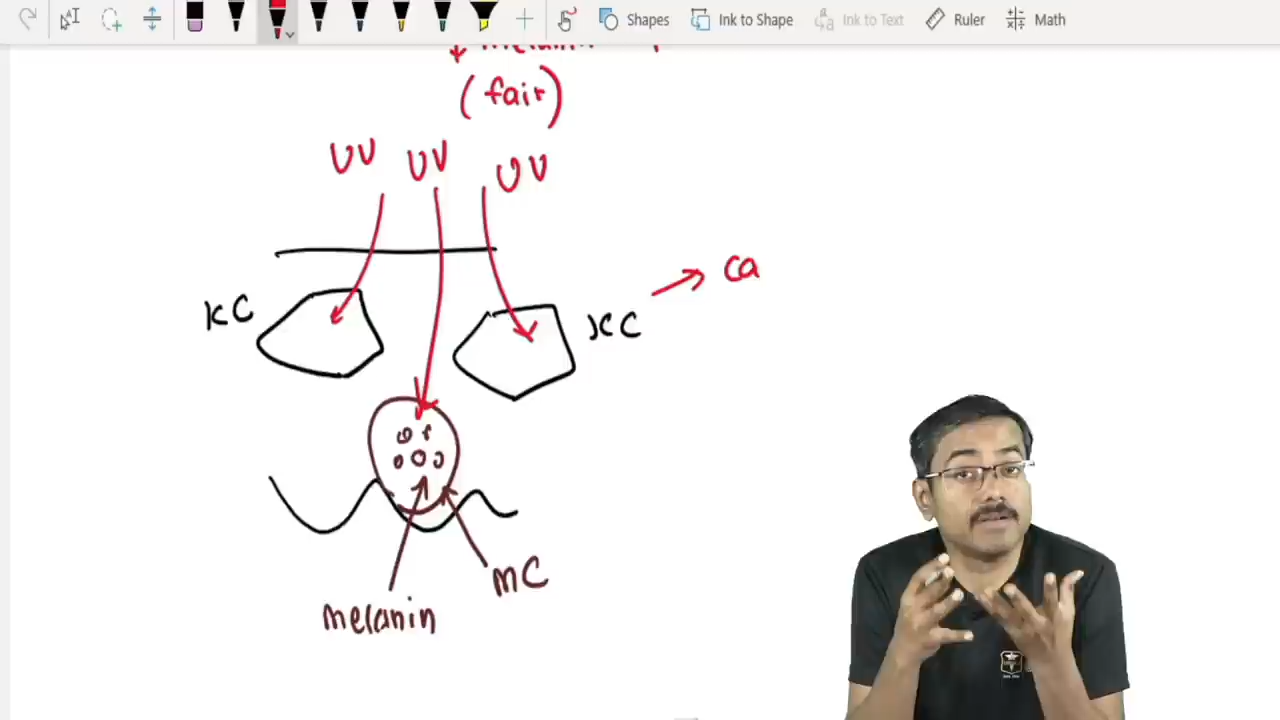 Shapes Ink to Shape Ink to Text Ruler Math
(fair)
UV UV UV
KC
KC → ca
MC
melanin